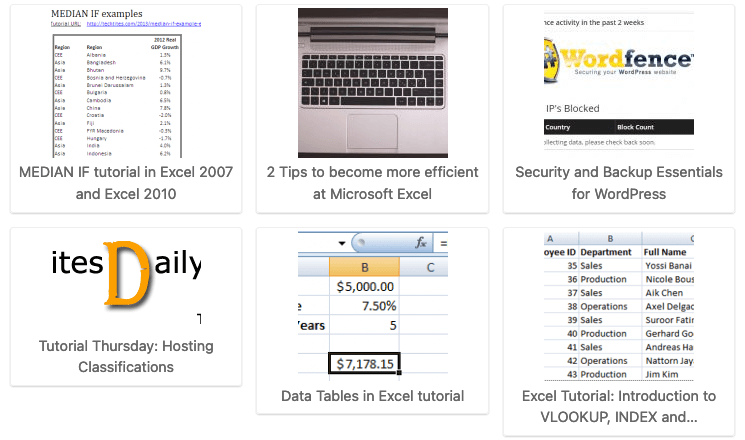 MEDIAN IF examples
Tutorial URL: http://techtites.com/2013/median-if-example-e
2012 Real
Region Region GDP Growth
CEE Albania 1.3%
Asia Bangladesh 6.1%
Asia Bhutan 9.7%
CEE Bosnia and Herzegovina -0.7%
Asia Brunei Darussalam 1.3%
CEE Bulgaria 0.8%
Asia Cambodia 6.5%
Asia China 7.8%
CEE Croatia -2.0%
Asia Fiji 2.1%
CEE FYR Macedonia -0.3%
CEE Hungary -1.7%
Asia India 4.0%
Asia Indonesia 6.2%
MEDIAN IF tutorial in Excel 2007
and Excel 2010
2 Tips to become more efficient
at Microsoft Excel
nce activity in the past 2 weeks
Wordfence™
Securing your WordPress website
IP's Blocked
Country Block Count
ollecting data, please check back soon.
Security and Backup Essentials
for WordPress
itesDaily
Tutorial Thursday: Hosting
Classifications
fx =
B C
$5,000.00
e 7.50%
Years 5
$7,178.15
Data Tables in Excel tutorial
A B C
oyee ID Department Full Name
35 Sales Yossi Banai
36 Production Nicole Bous
37 Sales Aik Chen
38 Operations Axel Delgac
39 Sales Suroor Fatir
40 Production Gerhard Go
41 Sales Andreas Ha
42 Operations Nattorn Jay
43 Production Jim Kim
Excel Tutorial: Introduction to
VLOOKUP, INDEX and...